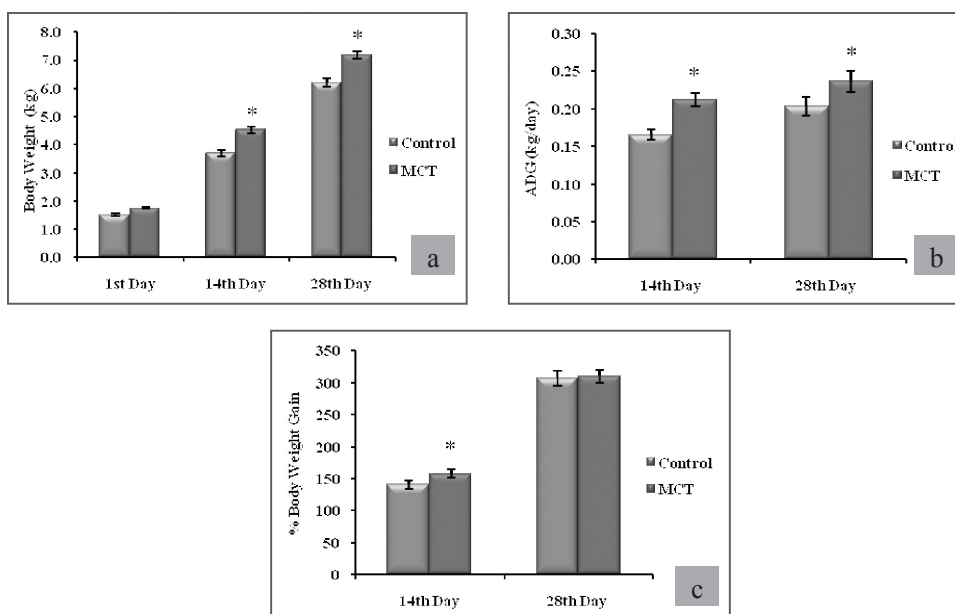 8.0
7.0
6.0
5.0
4.0
3.0
2.0
1.0
0.0
Body Weight (kg)
*
*
1st Day
14th Day
28th Day
Control
MCT
a
0.30
0.25
0.20
0.15
0.10
0.05
0.00
ADG (kg/day)
*
*
14th Day
28th Day
Control
MCT
b
350
300
250
200
150
100
50
0
% Body Weight Gain
*
14th Day
28th Day
Control
MCT
c